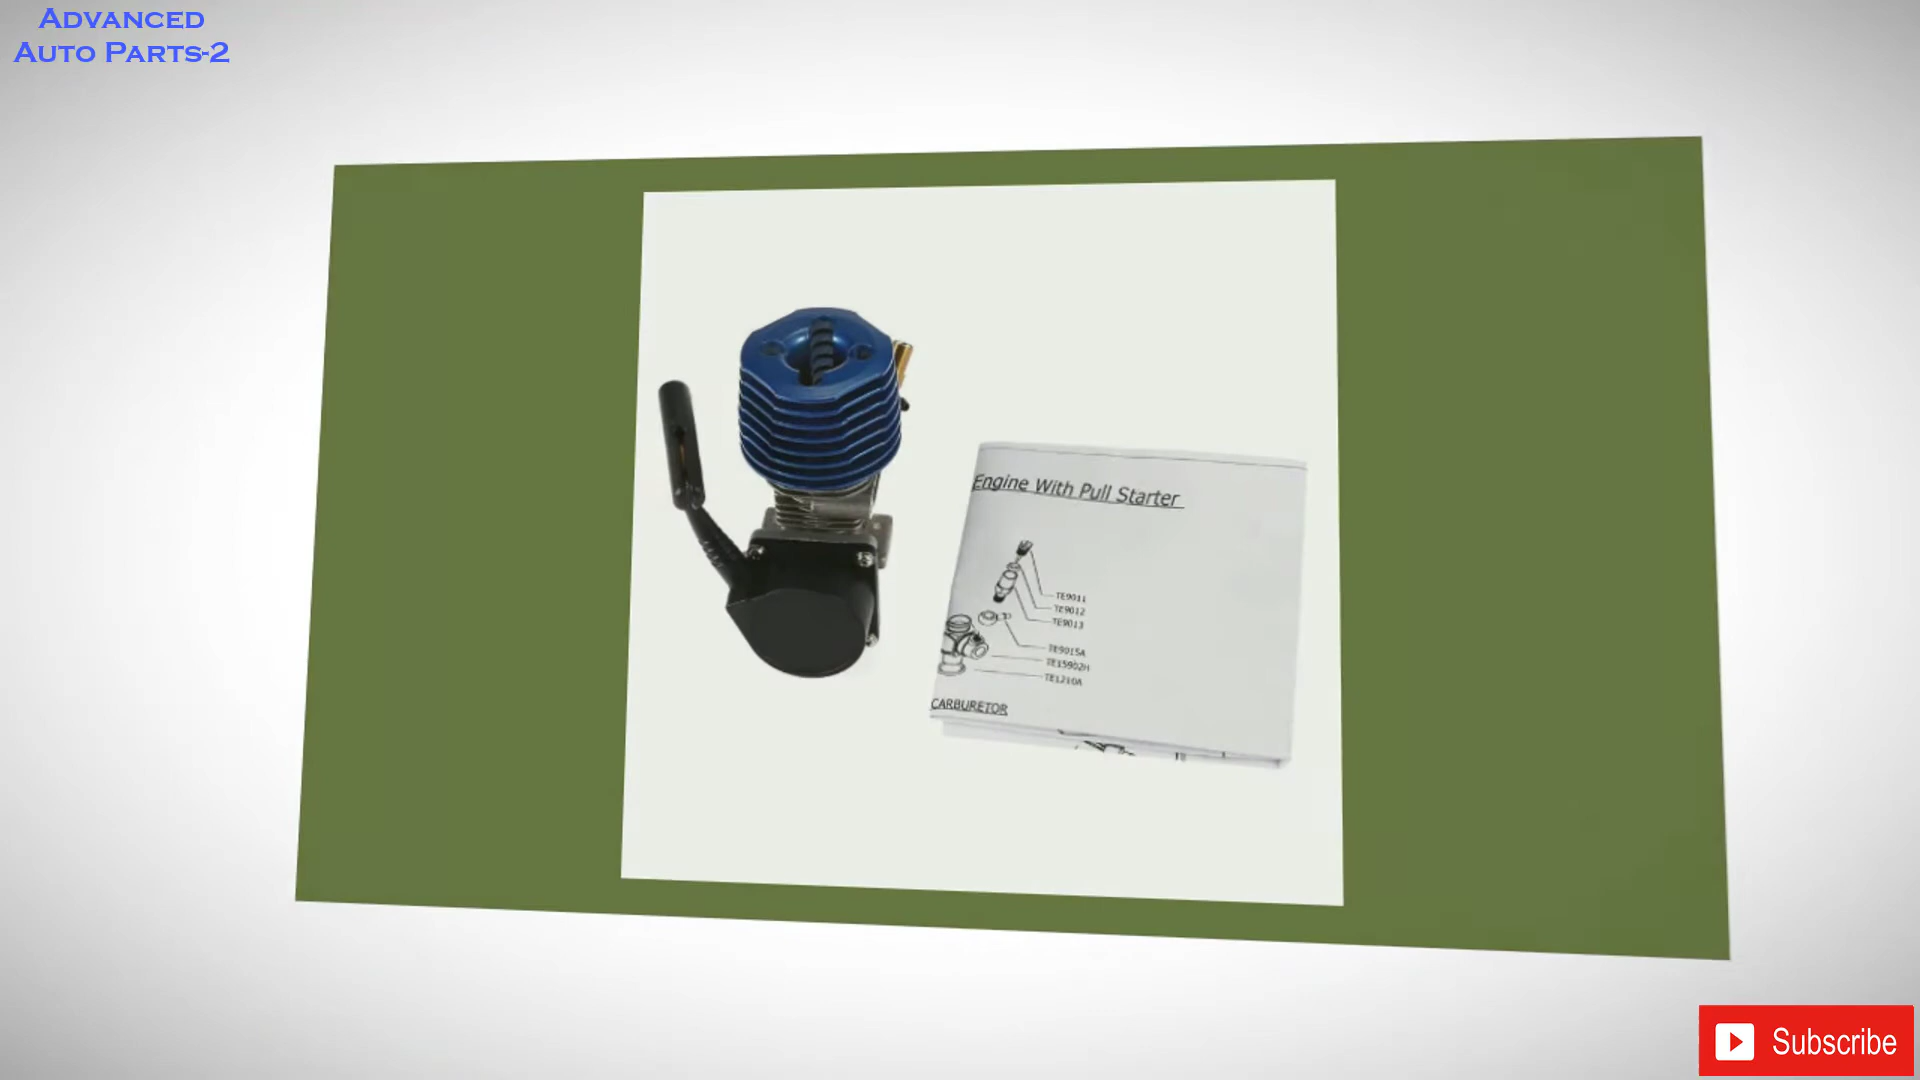 Advanced
Auto Parts-2
Engine With Pull Starter
TE9011
TE9012
TE9013
TE9015A
TE15902H
TE1210A
CARBURETOR
Subscribe